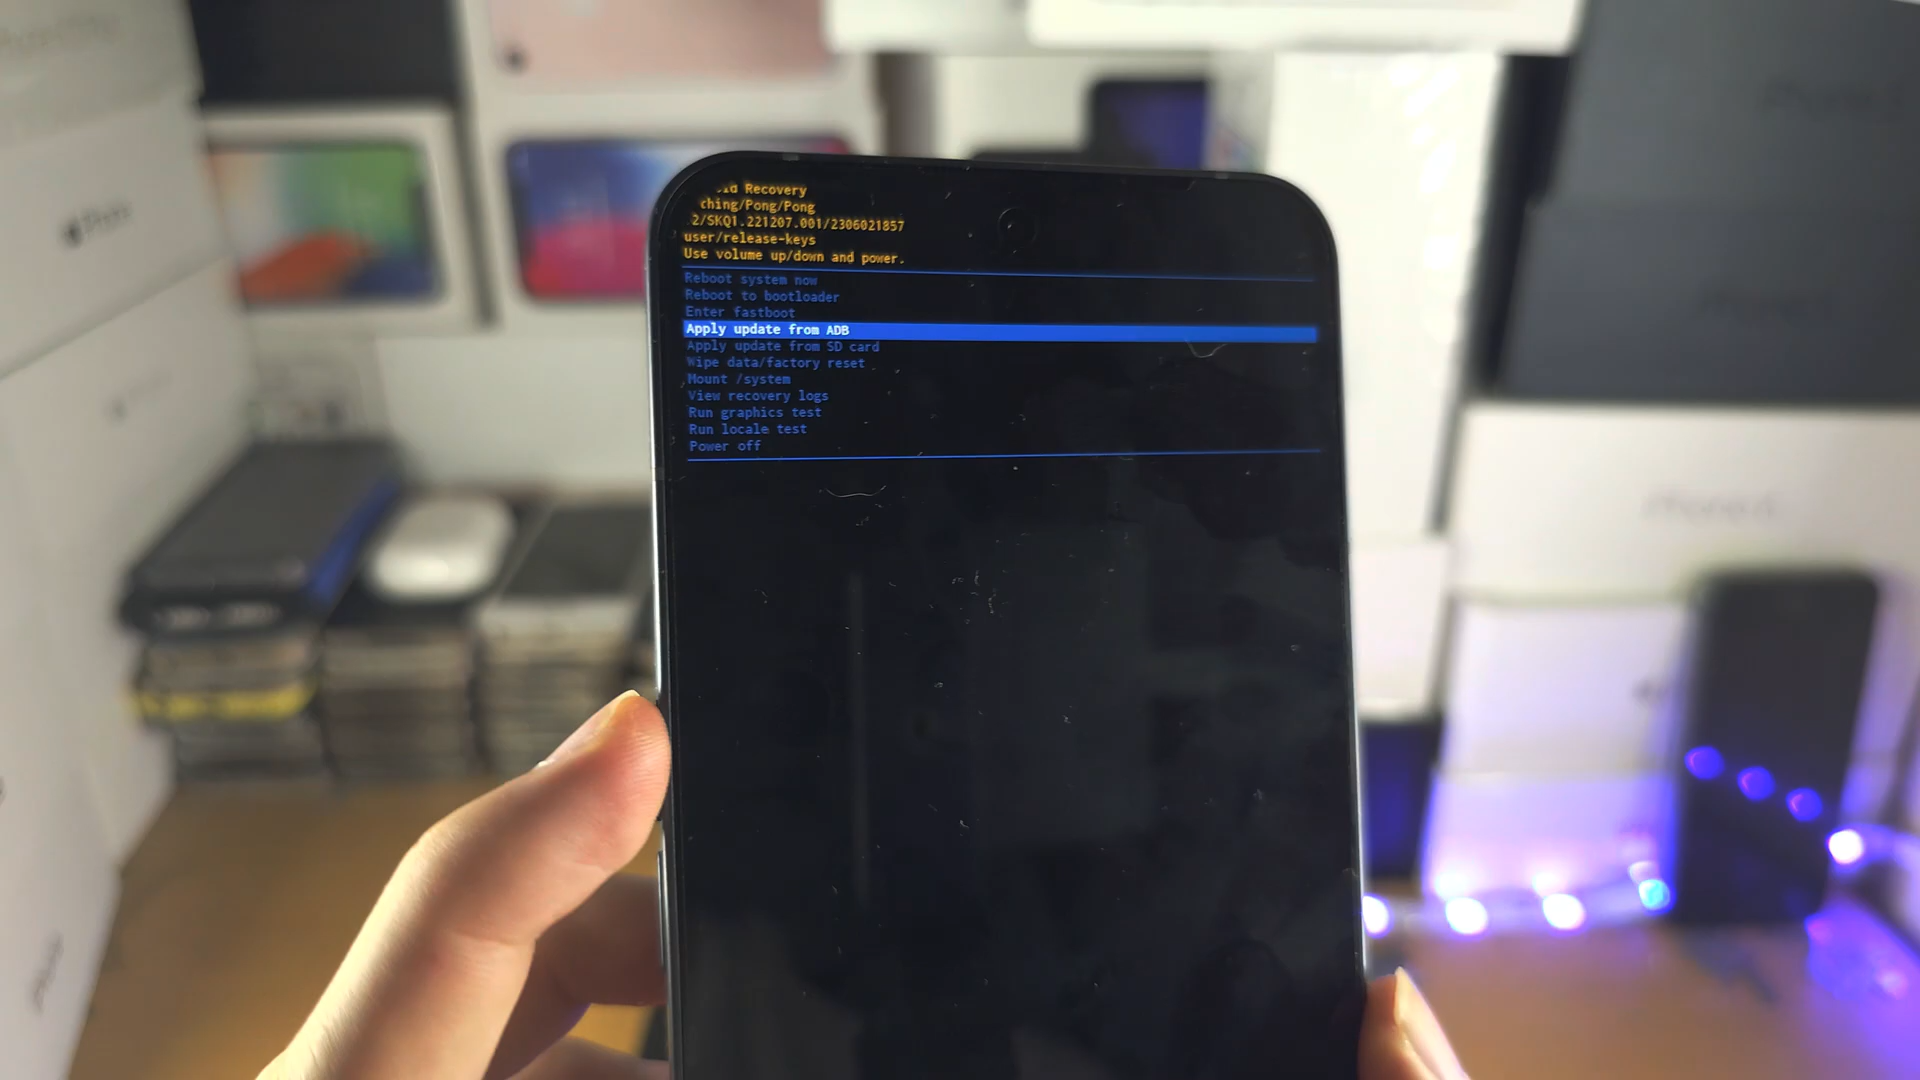 id Recovery
ching/Pong/Pong
2/SKQ1.221207.001/2306021857
user/release-keys
Use volume up/down and power.
Reboot system now
Reboot to bootloader
Enter fastboot
Apply update from ADB
Apply update from SD card
Wipe data/factory reset
Mount /system
View recovery logs
Run graphics test
Run locale test
Power off